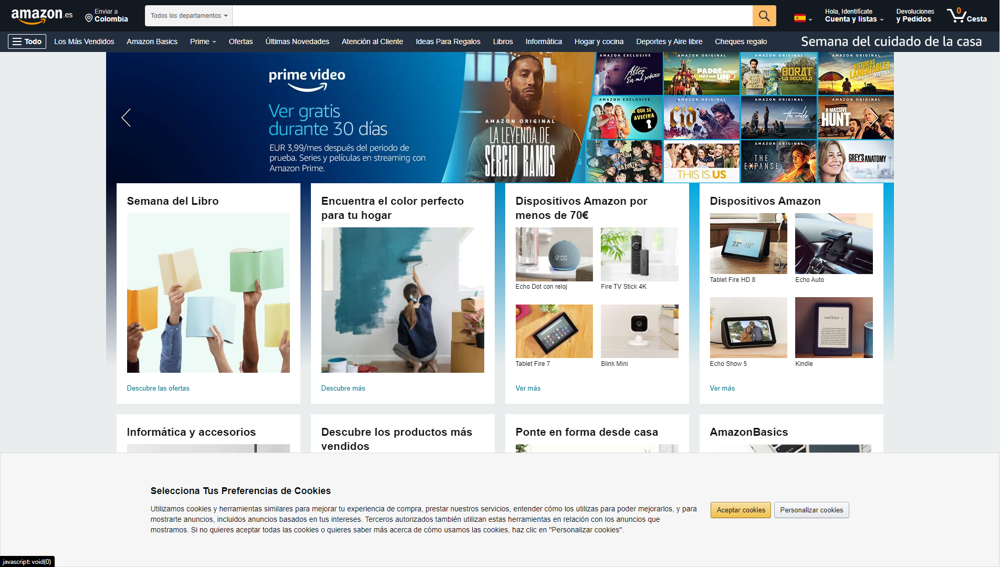 amazon.es
Enviar a
Colombia
Todos los departamentos
Hola, Identifícate
Cuenta y listas
Devoluciones
y Pedidos
0
Cesta
Todo
Los Más Vendidos
Amazon Basics
Prime
Ofertas
Últimas Novedades
Atención al Cliente
Ideas Para Regalos
Libros
Informática
Hogar y cocina
Deportes y Aire libre
Cheques regalo
Semana del cuidado de la casa
prime video
Ver gratis
durante 30 días
EUR 3,99/mes después del periodo de
prueba. Series y películas en streaming con
Amazon Prime.
AMAZON ORIGINAL
LA LEYENDA DE
SERGIO RAMOS
AMAZON EXCLUSIVE
After
En mil pedazos
AMAZON ORIGINAL
PADRE NO HAY
MÁS QUE UNO 2
AMAZON ORIGINAL
BORAT
LA SECUELA
AMAZON ORIGINAL
HISTORIAS
LAMENTABLES
AMAZON EXCLUSIVE
LA QUE SE
AVECINA
AMAZON ORIGINAL
El Cid
AMAZON ORIGINAL
the wilds
AMAZON ORIGINAL
A MASSIVE
HUNT
THIS IS US
AMAZON ORIGINAL
THE
EXPANSE
GREY'S ANATOMY
Semana del Libro
Descubre las ofertas
Encuentra el color perfecto
para tu hogar
Descubre más
Dispositivos Amazon por
menos de 70€
12:00
Echo Dot con reloj
Fire TV Stick 4K
Tablet Fire 7
Blink Mini
Ver más
Dispositivos Amazon
22° 18°
Tablet Fire HD 8
Echo Auto
CAPÍTULO I
Echo Show 5
Kindle
Ver más
Informática y accesorios
Descubre los productos más
vendidos
Ponte en forma desde casa
AmazonBasics
Selecciona Tus Preferencias de Cookies
Utilizamos cookies y herramientas similares para mejorar tu experiencia de compra, prestar nuestros servicios, entender cómo los utilizas para poder mejorarlos, y para
mostrarte anuncios, incluidos anuncios basados en tus intereses. Terceros autorizados también utilizan estas herramientas en relación con los anuncios que
mostramos. Si no quieres aceptar todas las cookies o quieres saber más acerca de cómo usamos las cookies, haz clic en "Personalizar cookies".
Aceptar cookies
Personalizar cookies
javascript: void(0)